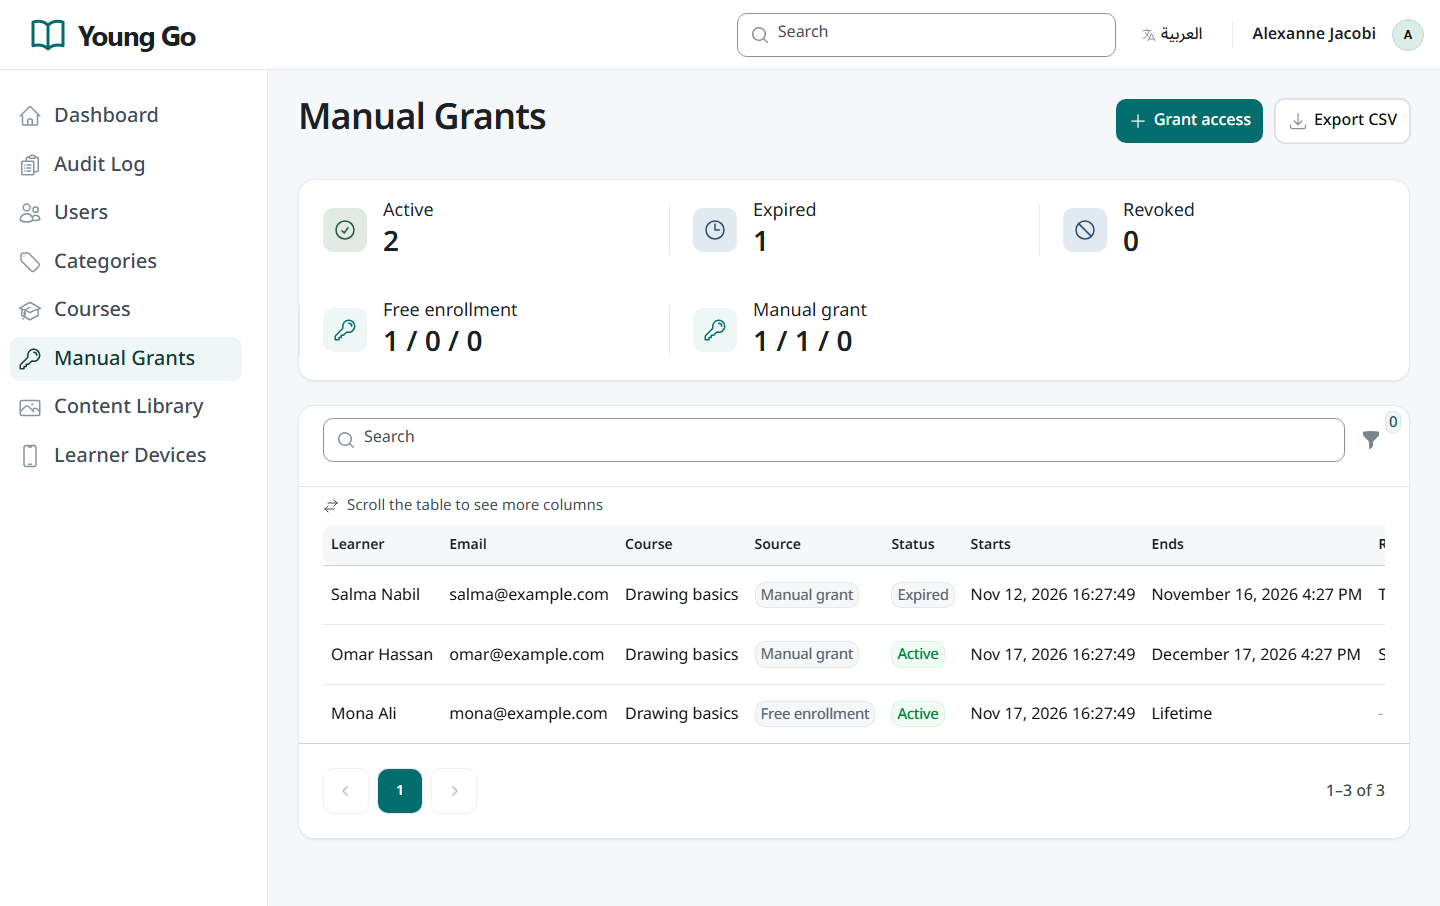 Young Go
Search
العربية
Alexanne Jacobi
A
Dashboard
Audit Log
Users
Categories
Courses
Manual Grants
Content Library
Learner Devices
Manual Grants
Grant access
Export CSV
Active
2
Expired
1
Revoked
0
Free enrollment
1 / 0 / 0
Manual grant
1 / 1 / 0
Search
0
Scroll the table to see more columns
Learner Email Course Source Status Starts Ends
Salma Nabil salma@example.com Drawing basics Manual grant Expired Nov 12, 2026 16:27:49 November 16, 2026 4:27 PM T
Omar Hassan omar@example.com Drawing basics Manual grant Active Nov 17, 2026 16:27:49 December 17, 2026 4:27 PM S
Mona Ali mona@example.com Drawing basics Free enrollment Active Nov 17, 2026 16:27:49 Lifetime -
1
1–3 of 3